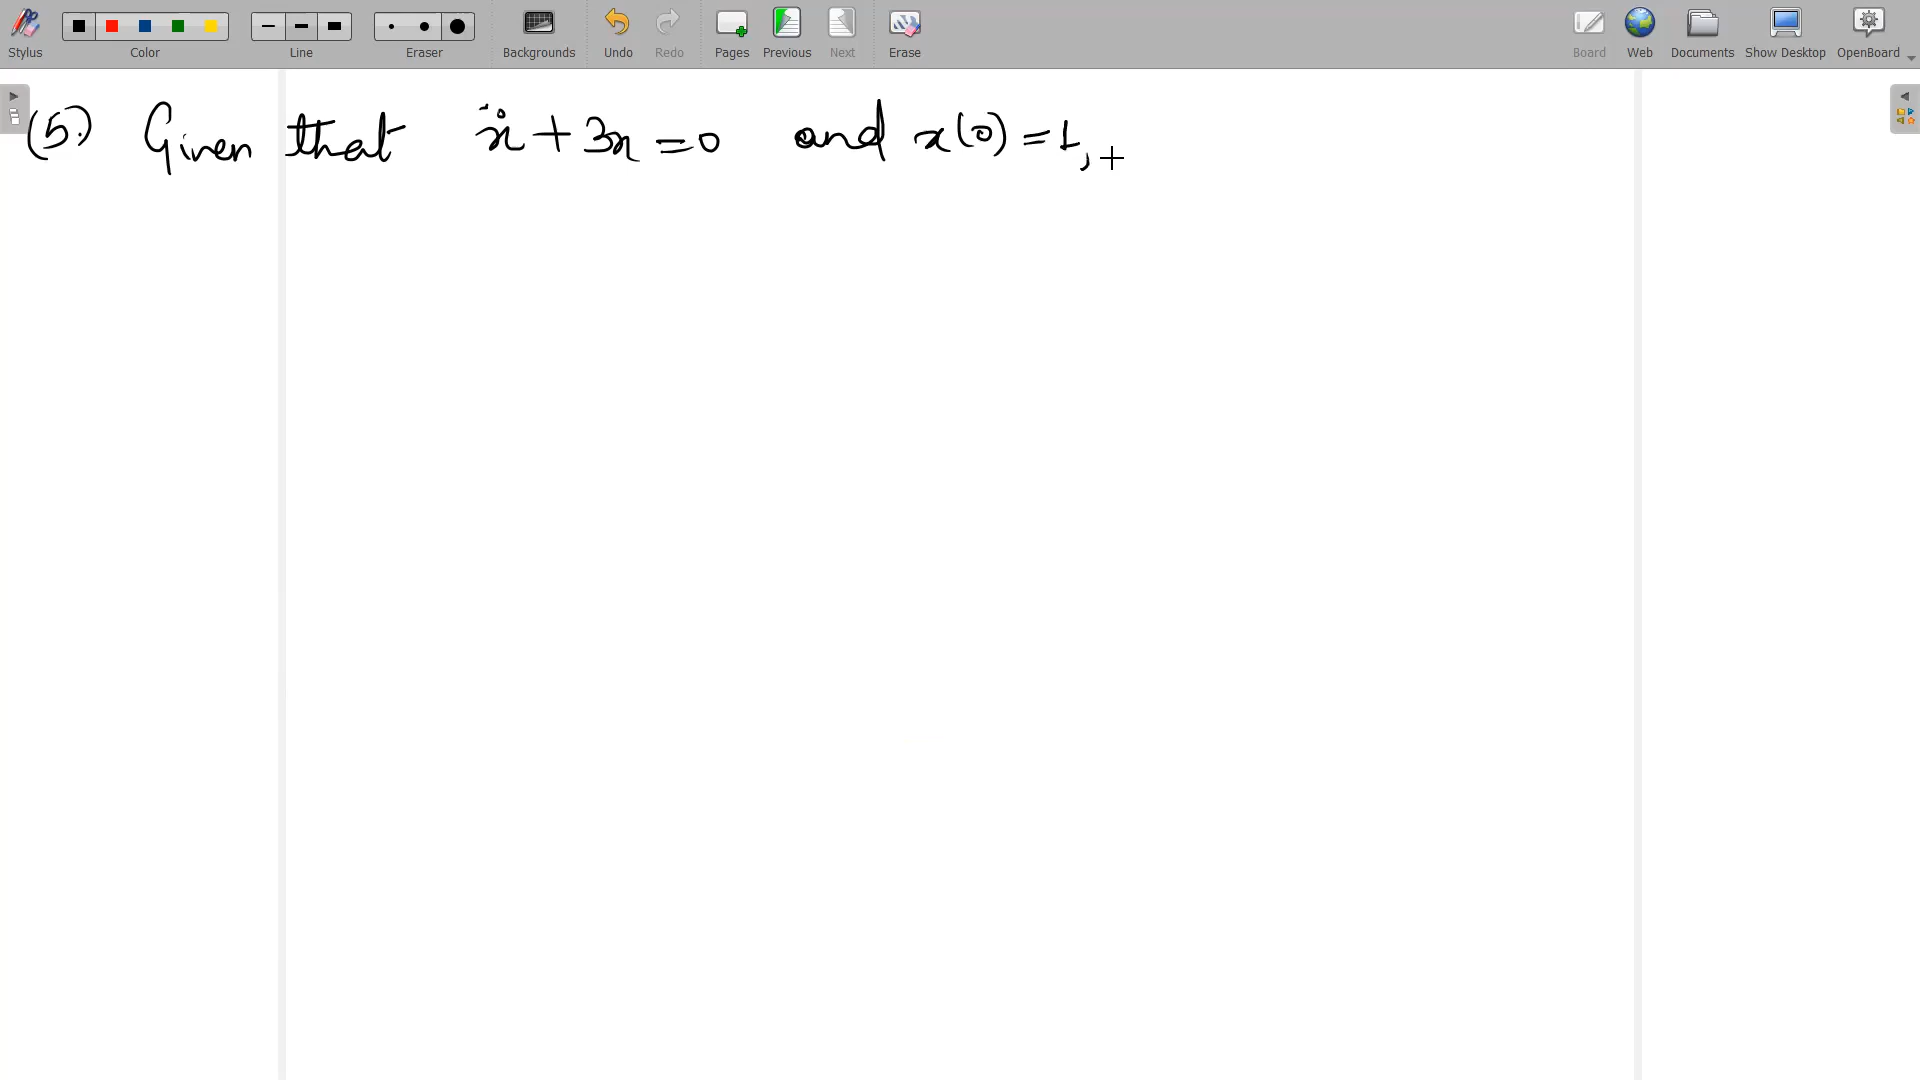 Stylus Color Line Eraser Backgrounds Undo Redo Pages Previous Next Erase Board Web Documents Show Desktop OpenBoard
(5) Given that ẍ + 3x = 0 and x(0) = 1,